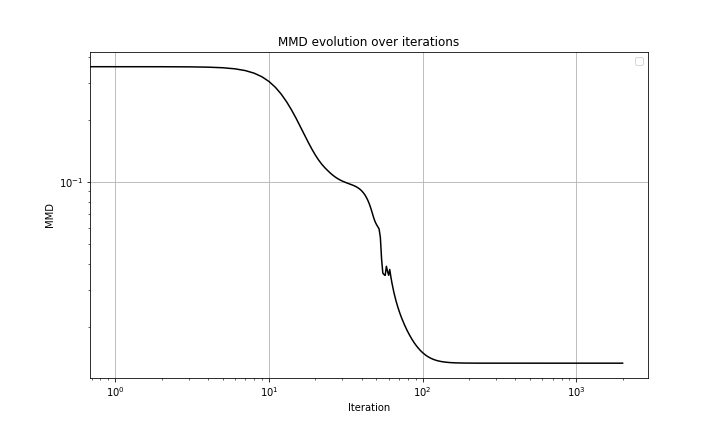 MMD evolution over iterations
10⁻¹
MMD
10⁰ 10¹ 10² 10³
Iteration